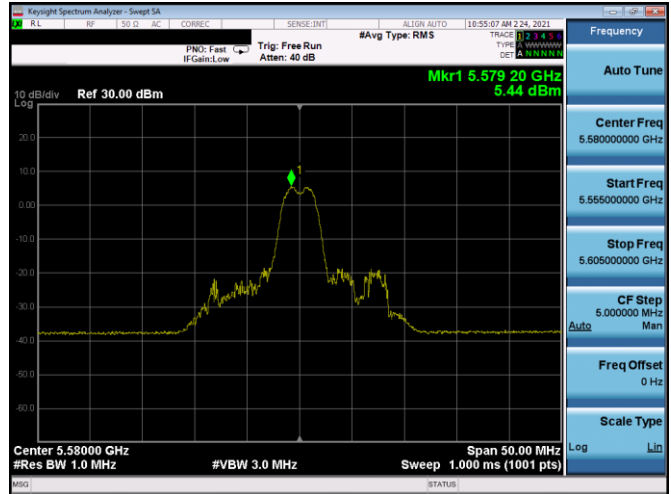 Keysight Spectrum Analyzer - Swept SA
RL RF 50 Ω AC CORREC SENSE:INT ALIGN AUTO 10:55:07 AM 2 24, 2021
#Avg Type: RMS TRACE 1 2 3 4 5 6
PNO: Fast Trig: Free Run TYPE A WWWWW
IFGain:Low Atten: 40 dB DET A NNNNN
Mkr1 5.579 20 GHz
10 dB/div Ref 30.00 dBm 5.44 dBm
Log
20.0
10.0
1
0.00
-10.0
-20.0
-30.0
-40.0
-50.0
-60.0
Center 5.58000 GHz Span 50.00 MHz
#Res BW 1.0 MHz #VBW 3.0 MHz Sweep 1.000 ms (1001 pts)
MSG STATUS
Frequency
Auto Tune
Center Freq
5.580000000 GHz
Start Freq
5.555000000 GHz
Stop Freq
5.605000000 GHz
CF Step
5.000000 MHz
Auto Man
Freq Offset
0 Hz
Scale Type
Log Lin